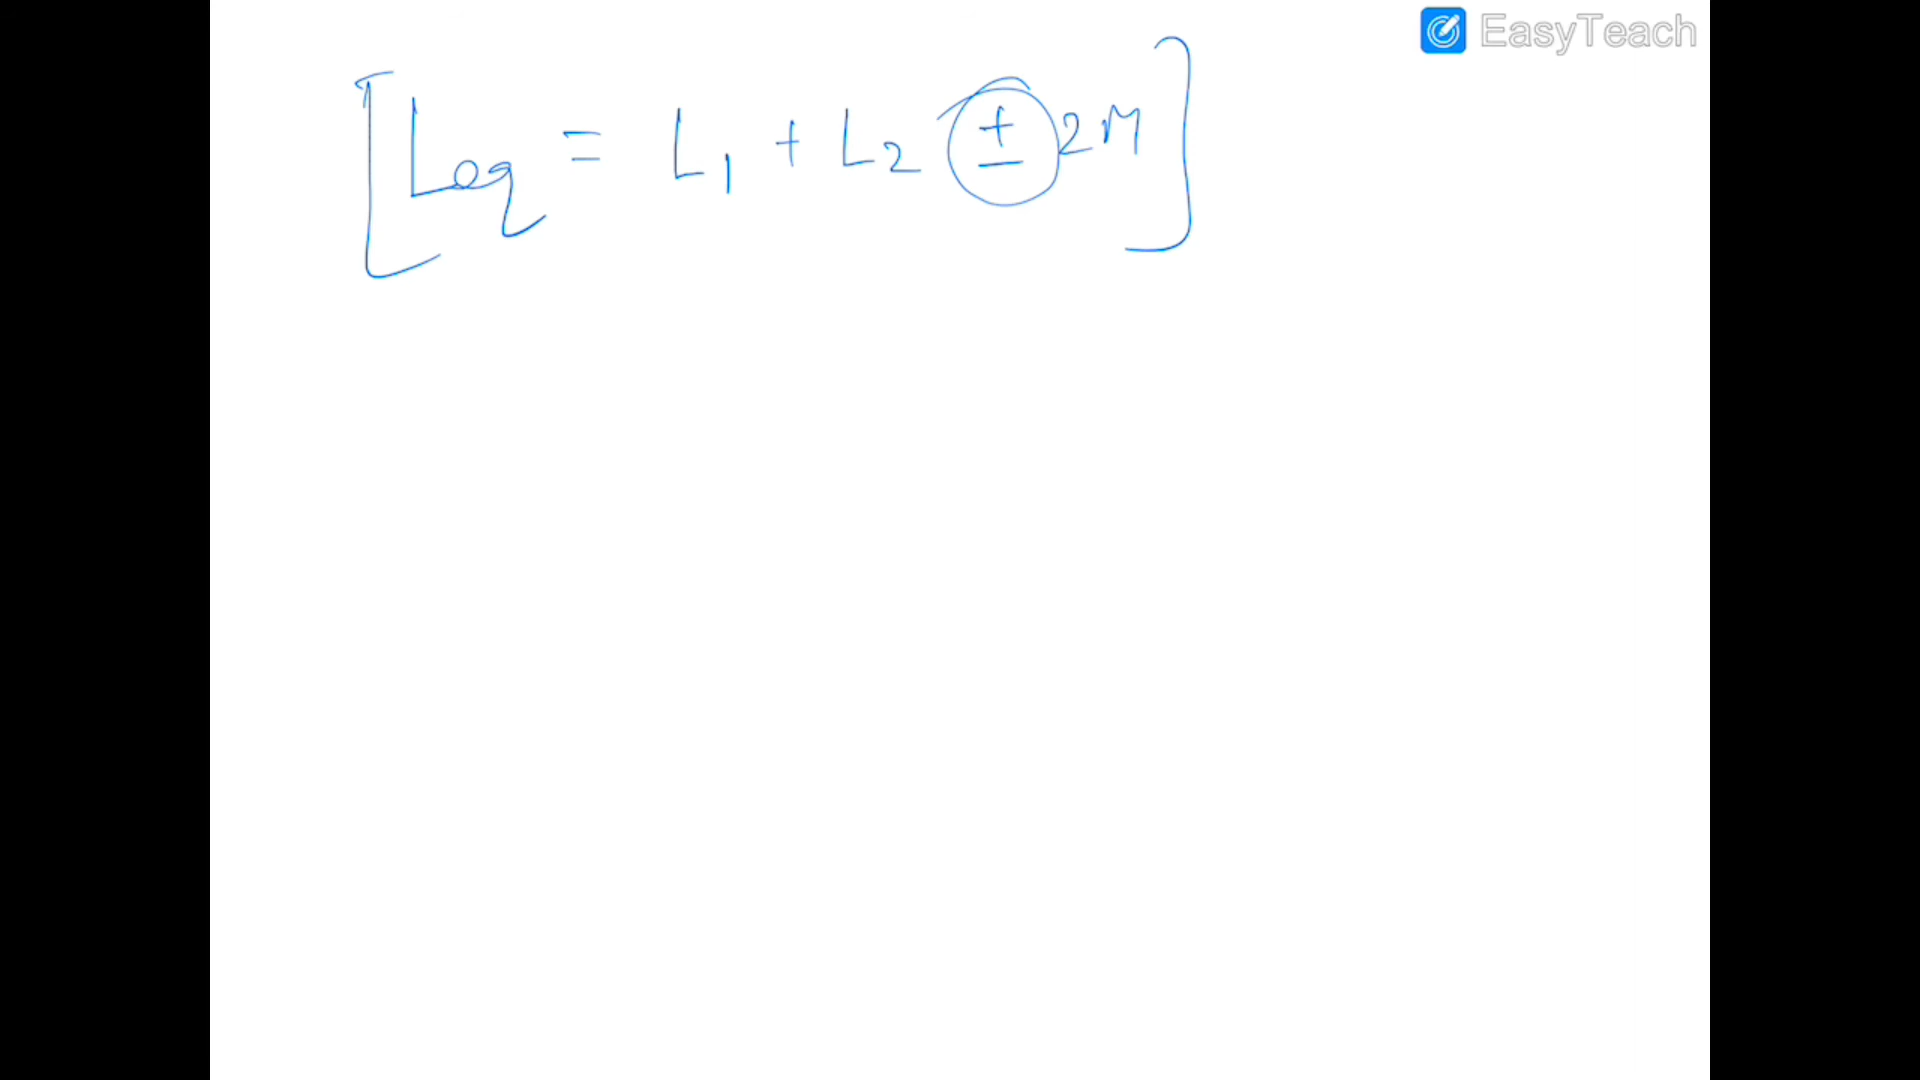 EasyTeach
[Leq = L₁ + L₂ ± 2M]